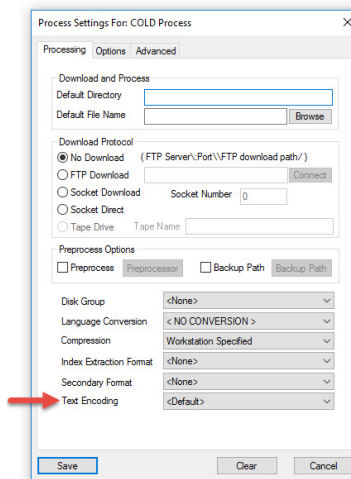 Process Settings For: COLD Process
Processing Options Advanced
Download and Process
Default Directory
Default File Name Browse
Download Protocol
No Download ( FTP Server\:Port\\FTP download path/ )
FTP Download Connect
Socket Download Socket Number 0
Socket Direct
Tape Drive Tape Name
Preprocess Options
Preprocess Preprocessor Backup Path Backup Path
Disk Group <None>
Language Conversion < NO CONVERSION >
Compression Workstation Specified
Index Extraction Format <None>
Secondary Format <None>
Text Encoding <Default>
Save Clear Cancel